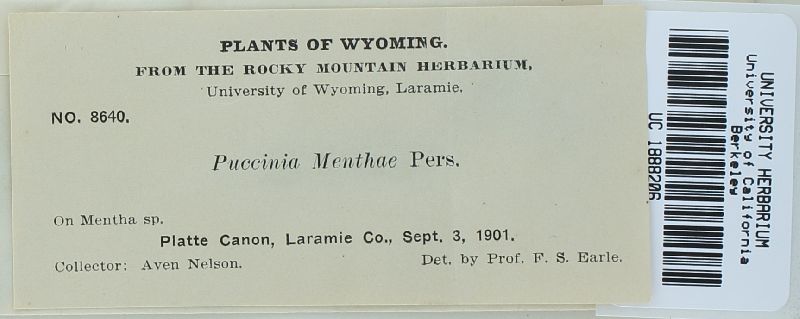 PLANTS OF WYOMING.
FROM THE ROCKY MOUNTAIN HERBARIUM,
University of Wyoming, Laramie.
NO. 8640.
Puccinia Menthae Pers.
On Mentha sp.
Platte Canon, Laramie Co., Sept. 3, 1901.
Collector: Aven Nelson. Det. by Prof. F. S. Earle.
UNIVERSITY HERBARIUM
University of California
Berkeley
UC 1888206